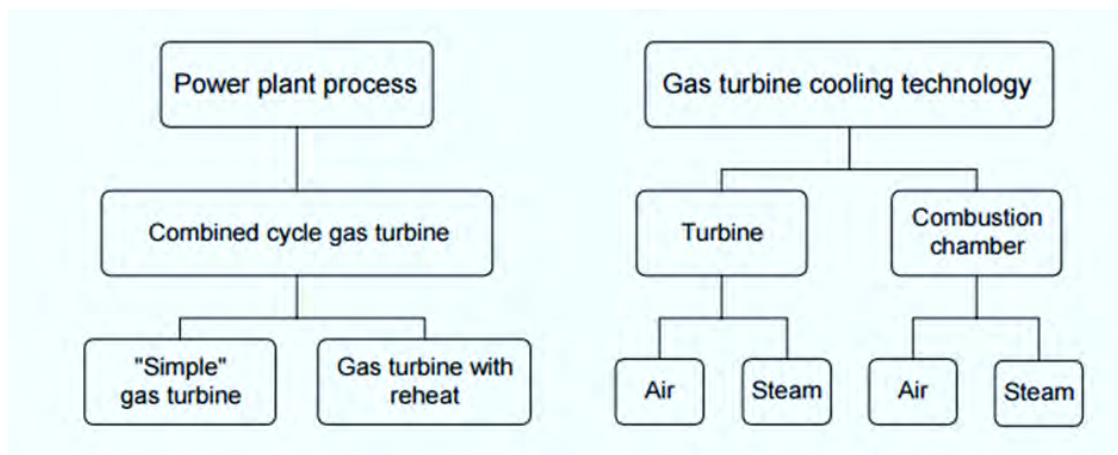 Power plant process
Combined cycle gas turbine
"Simple"
gas turbine
Gas turbine with
reheat
Gas turbine cooling technology
Turbine
Combustion
chamber
Air
Steam
Air
Steam